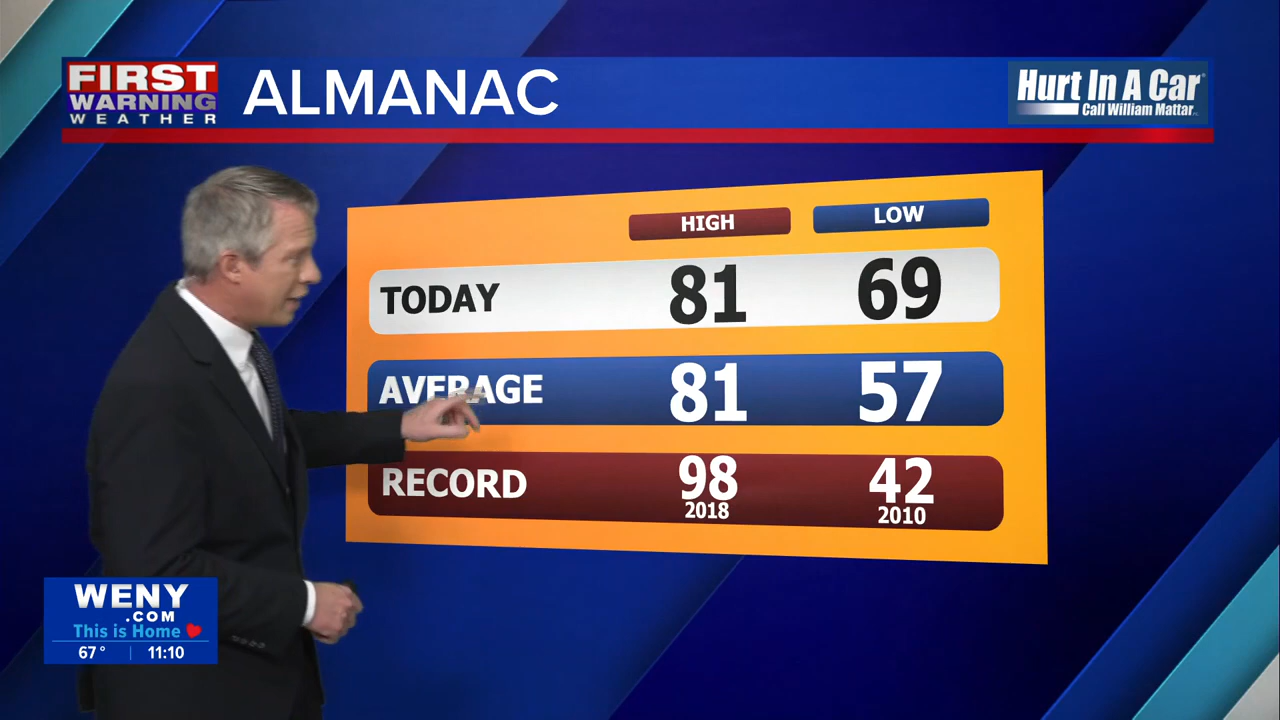 FIRST
WARNING
WEATHER
ALMANAC
Hurt In A Car®
Call William Mattar
HIGH LOW
TODAY 81 69
AVERAGE 81 57
RECORD 98 42
2018 2010
WENY
.COM
This is Home
67° 11:10